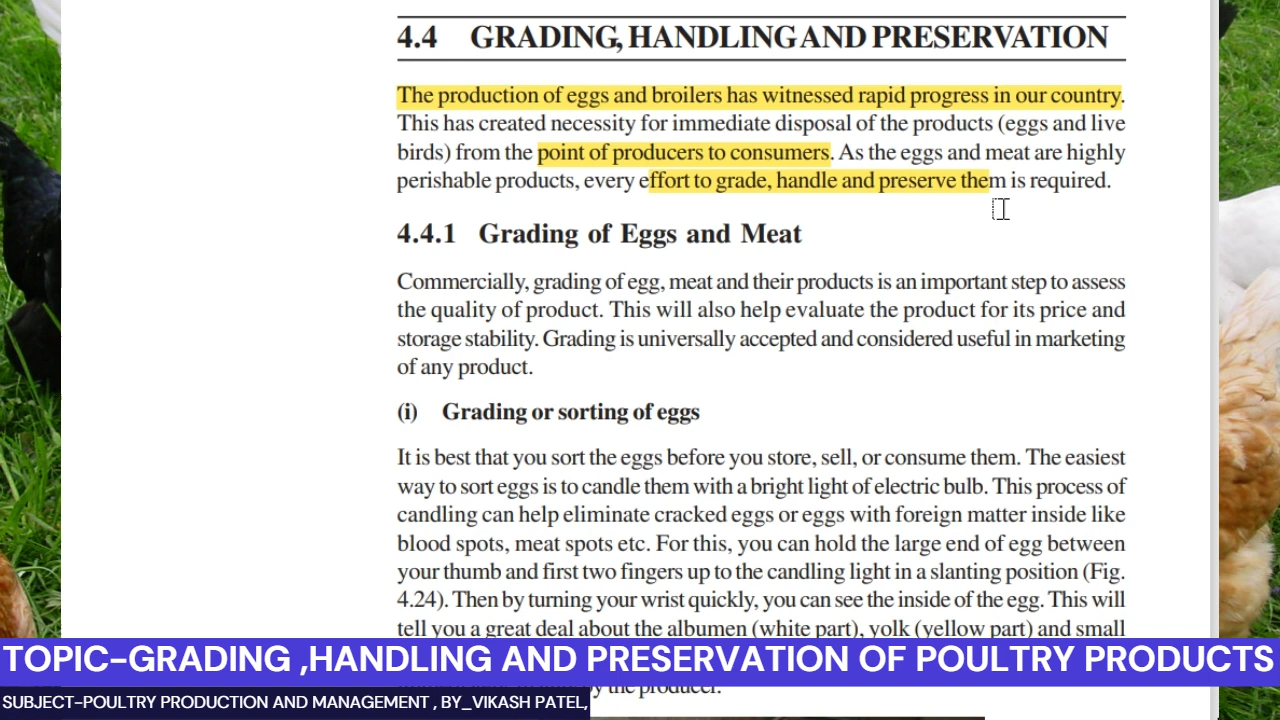 4.4 GRADING, HANDLING AND PRESERVATION
The production of eggs and broilers has witnessed rapid progress in our country.
This has created necessity for immediate disposal of the products (eggs and live
birds) from the point of producers to consumers. As the eggs and meat are highly
perishable products, every effort to grade, handle and preserve them is required.
4.4.1 Grading of Eggs and Meat
Commercially, grading of egg, meat and their products is an important step to assess
the quality of product. This will also help evaluate the product for its price and
storage stability. Grading is universally accepted and considered useful in marketing
of any product.
(i) Grading or sorting of eggs
It is best that you sort the eggs before you store, sell, or consume them. The easiest
way to sort eggs is to candle them with a bright light of electric bulb. This process of
candling can help eliminate cracked eggs or eggs with foreign matter inside like
blood spots, meat spots etc. For this, you can hold the large end of egg between
your thumb and first two fingers up to the candling light in a slanting position (Fig.
4.24). Then by turning your wrist quickly, you can see the inside of the egg. This will
tell you a great deal about the albumen (white part), yolk (yellow part) and small
TOPIC-GRADING ,HANDLING AND PRESERVATION OF POULTRY PRODUCTS
by the producer.
SUBJECT-POULTRY PRODUCTION AND MANAGEMENT , BY_VIKASH PATEL,